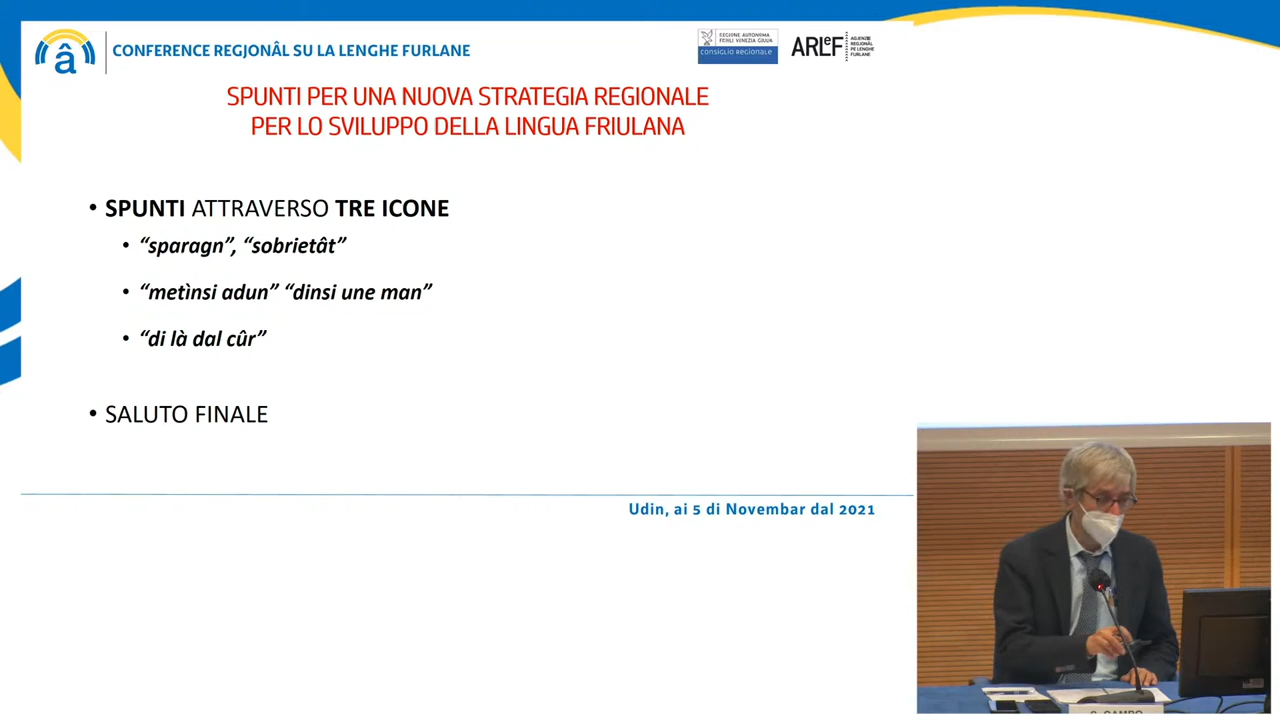 CONFERENCE REGJONÂL SU LA LENGHE FURLANE
REGIONE AUTONOMA
FRIULI VENEZIA GIULIA
CONSIGLIO REGIONALE
ARLeF
AGJENZIE
REGJONÂL
PE LENGHE
FURLANE
â
SPUNTI PER UNA NUOVA STRATEGIA REGIONALE
PER LO SVILUPPO DELLA LINGUA FRIULANA
• SPUNTI ATTRAVERSO TRE ICONE
• “sparagn”, “sobrietât”
• “metìnsi adun” “dinsi une man”
• “di là dal cûr”
• SALUTO FINALE
Udin, ai 5 di Novembar dal 2021